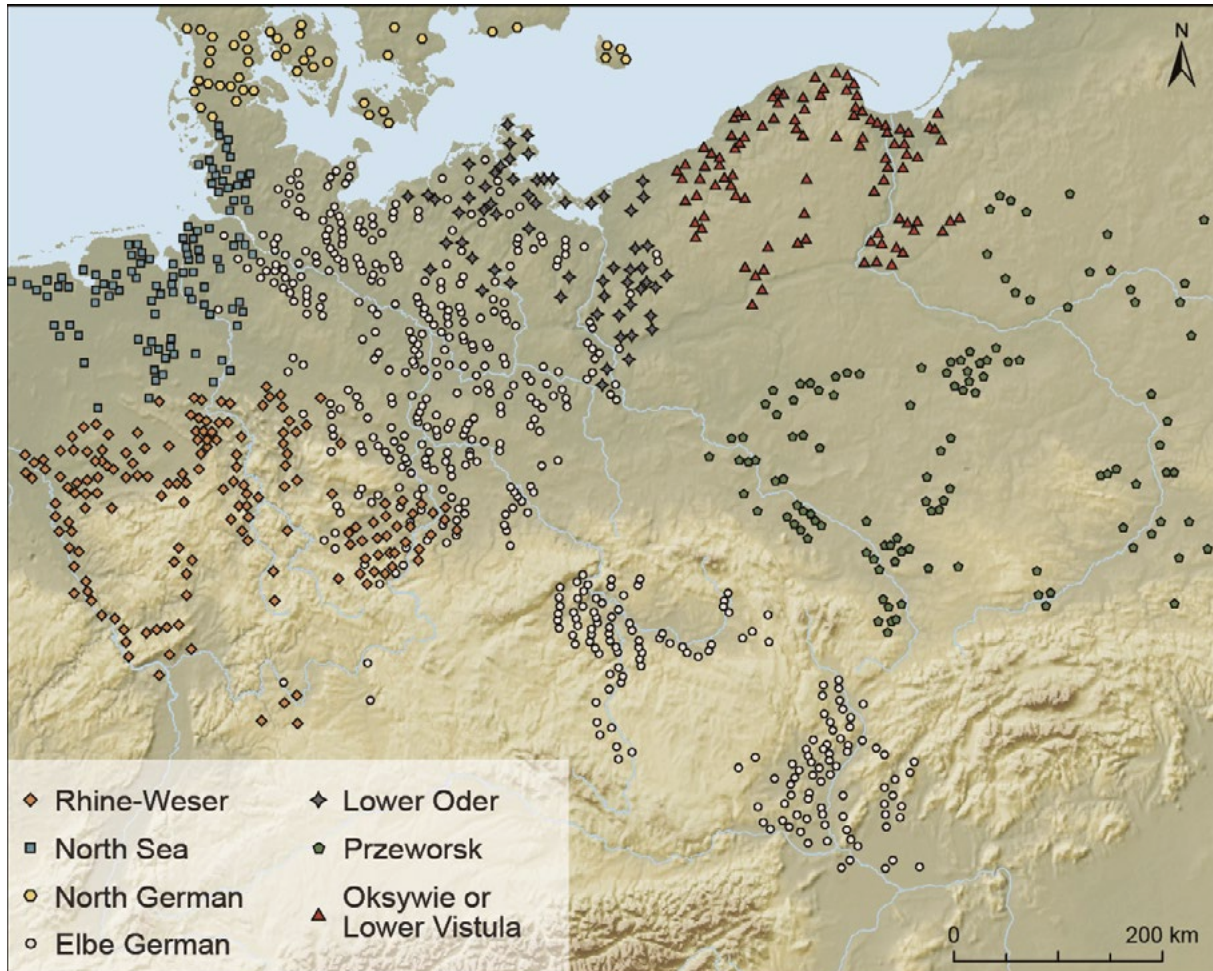 N
Rhine-Weser
North Sea
North German
Elbe German
Lower Oder
Przeworsk
Oksywie or
Lower Vistula
0 200 km